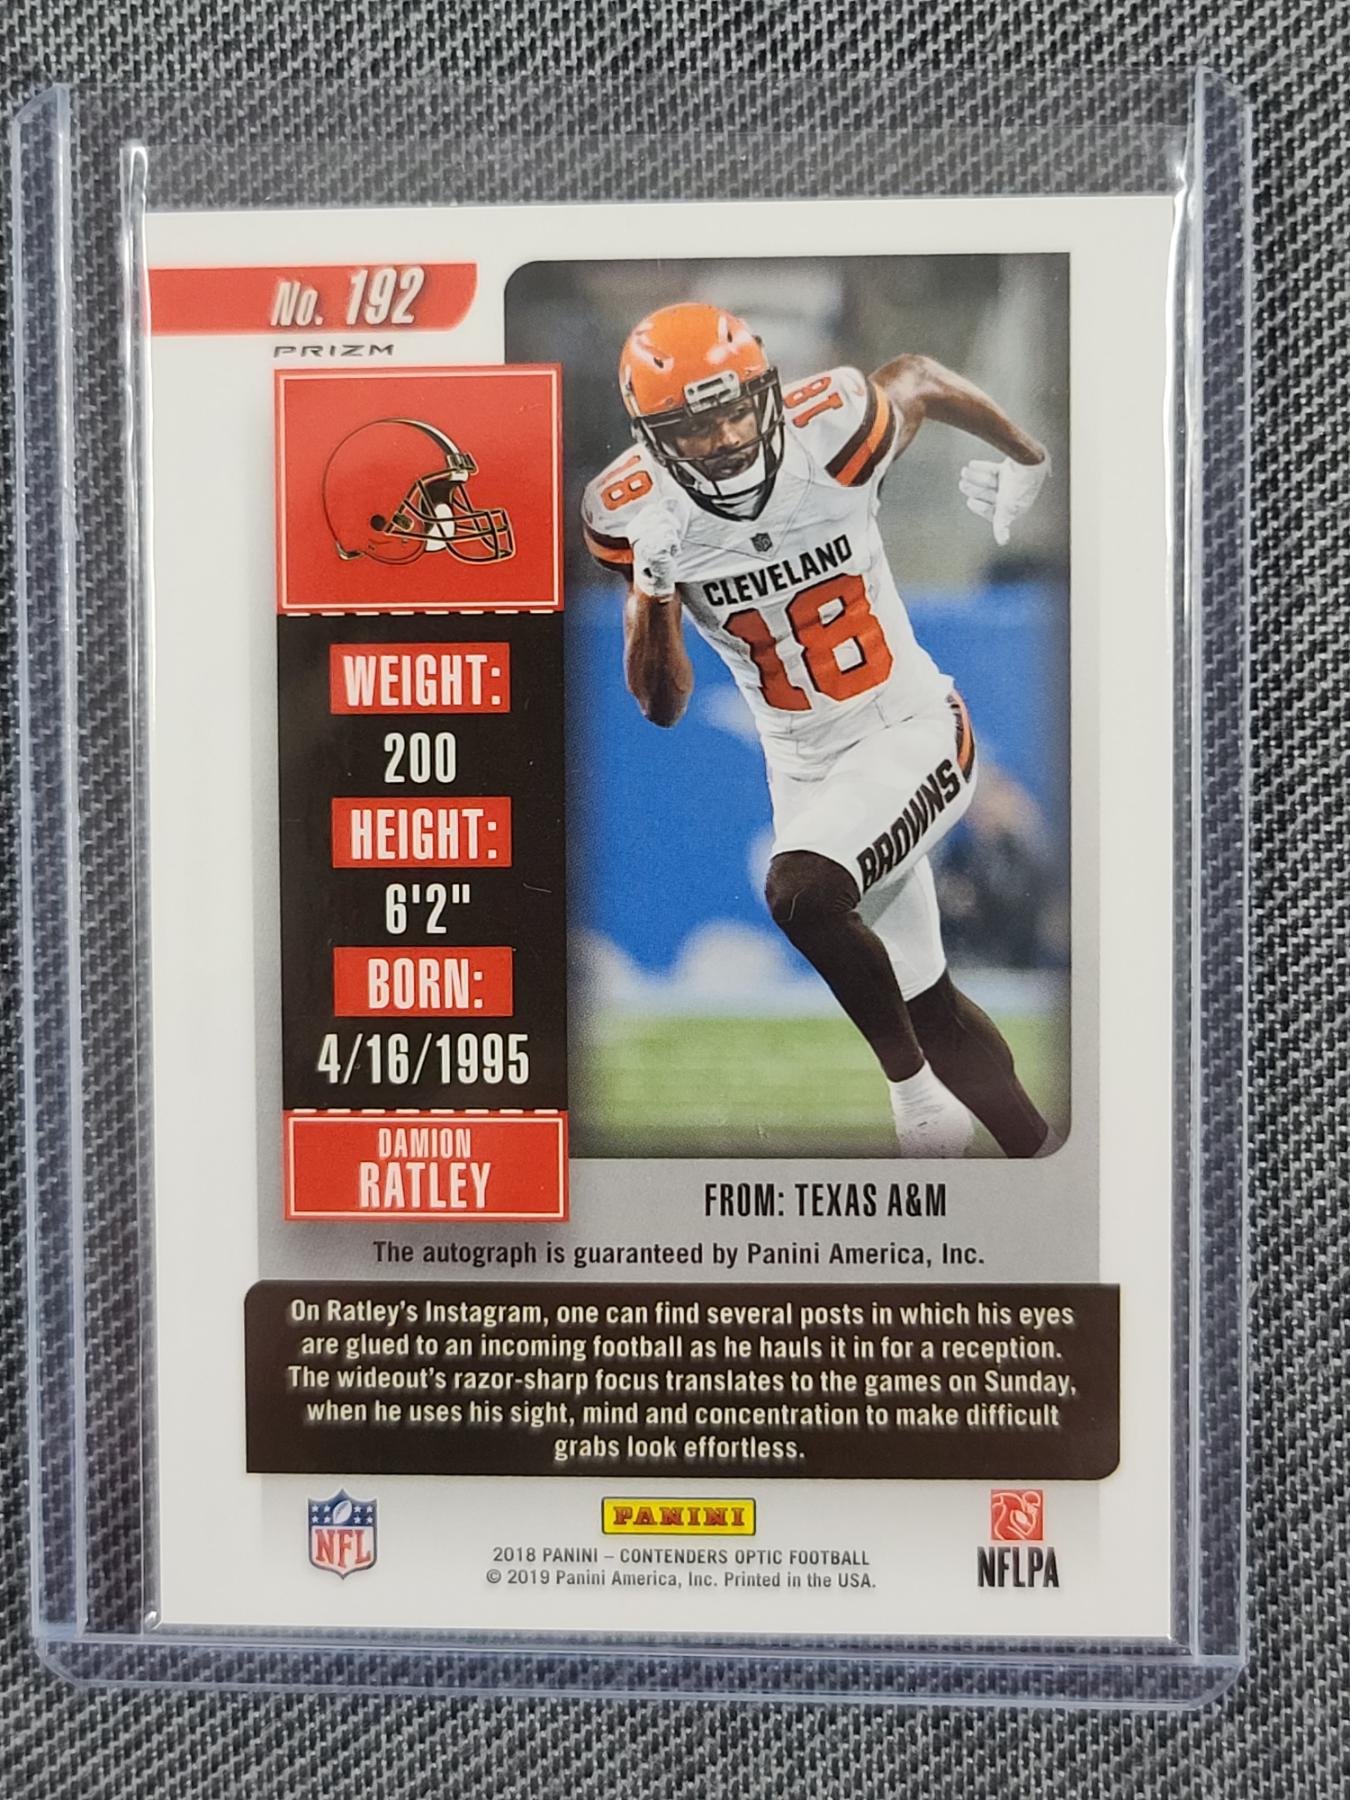 No. 192
PRIZM
18
18
CLEVELAND
18
BROWNS
WEIGHT:
200
HEIGHT:
6'2"
BORN:
4/16/1995
DAMION
RATLEY
FROM: TEXAS A&M
The autograph is guaranteed by Panini America, Inc.
On Ratley's Instagram, one can find several posts in which his eyes
are glued to an incoming football as he hauls it in for a reception.
The wideout's razor-sharp focus translates to the games on Sunday,
when he uses his sight, mind and concentration to make difficult
grabs look effortless.
NFL
PANINI
2018 PANINI – CONTENDERS OPTIC FOOTBALL
© 2019 Panini America, Inc. Printed in the USA.
NFLPA